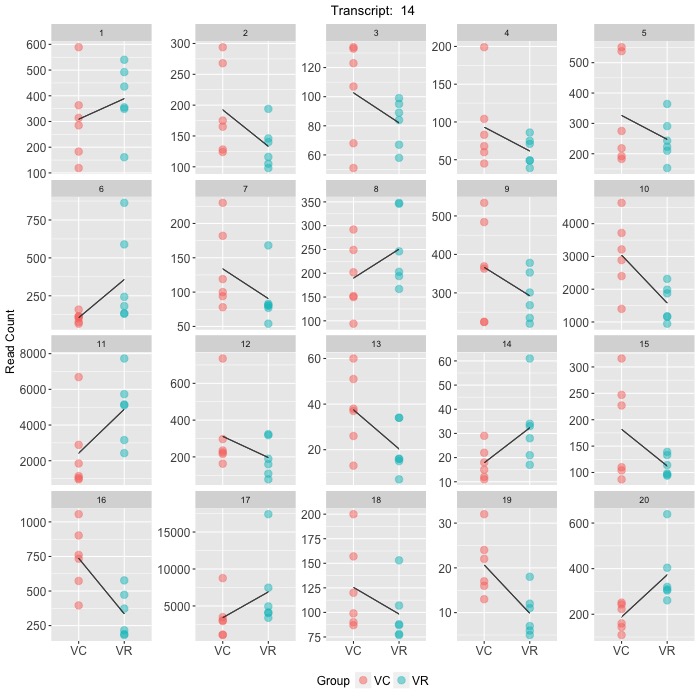 Transcript: 14
1 2 3 4 5
600 500 400 300 200 100
300 250 200 150 100
120 100 80 60
200 100 50
500 400 300 200
6 7 8 9 10
750 500 250
200 150 100 50
350 300 250 200 150 100
500 400 300
4000 3000 2000 1000
Read Count
11 12 13 14 15
8000 6000 4000 2000
600 400 200
60 40 20
60 50 40 30 20 10
300 250 200 150 100
16 17 18 19 20
1000 750 500 250
15000 10000 5000
200 175 150 125 100 75
30 20 10
600 400 200
VC VR VC VR VC VR VC VR VC VR
Group VC VR